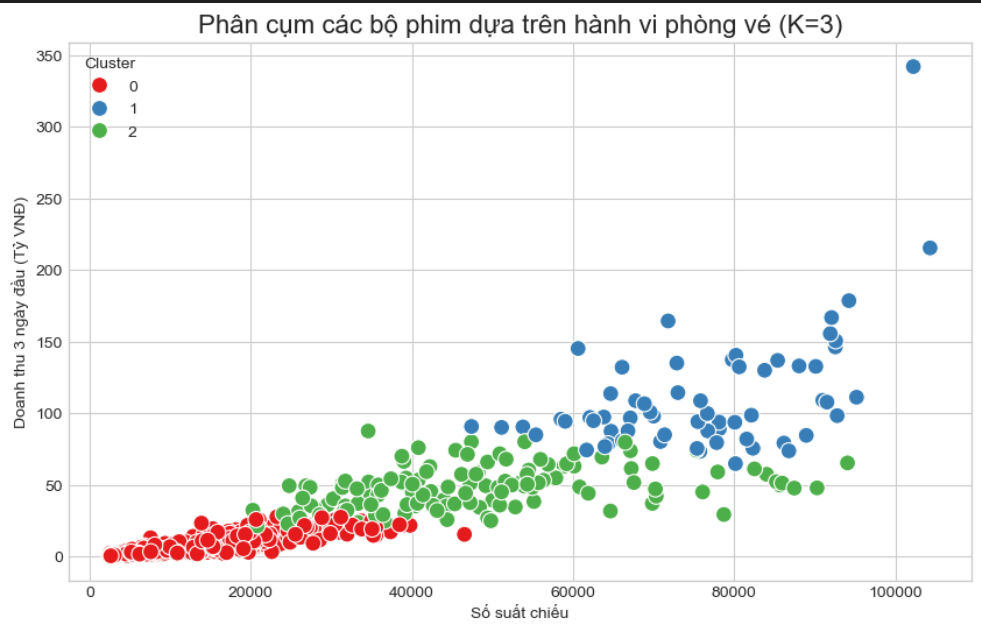 Phân cụm các bộ phim dựa trên hành vi phòng vé (K=3)
Cluster
0
1
2
350
300
250
200
150
100
50
0
Doanh thu 3 ngày đầu (Tỷ VNĐ)
0 20000 40000 60000 80000 100000
Số suất chiếu